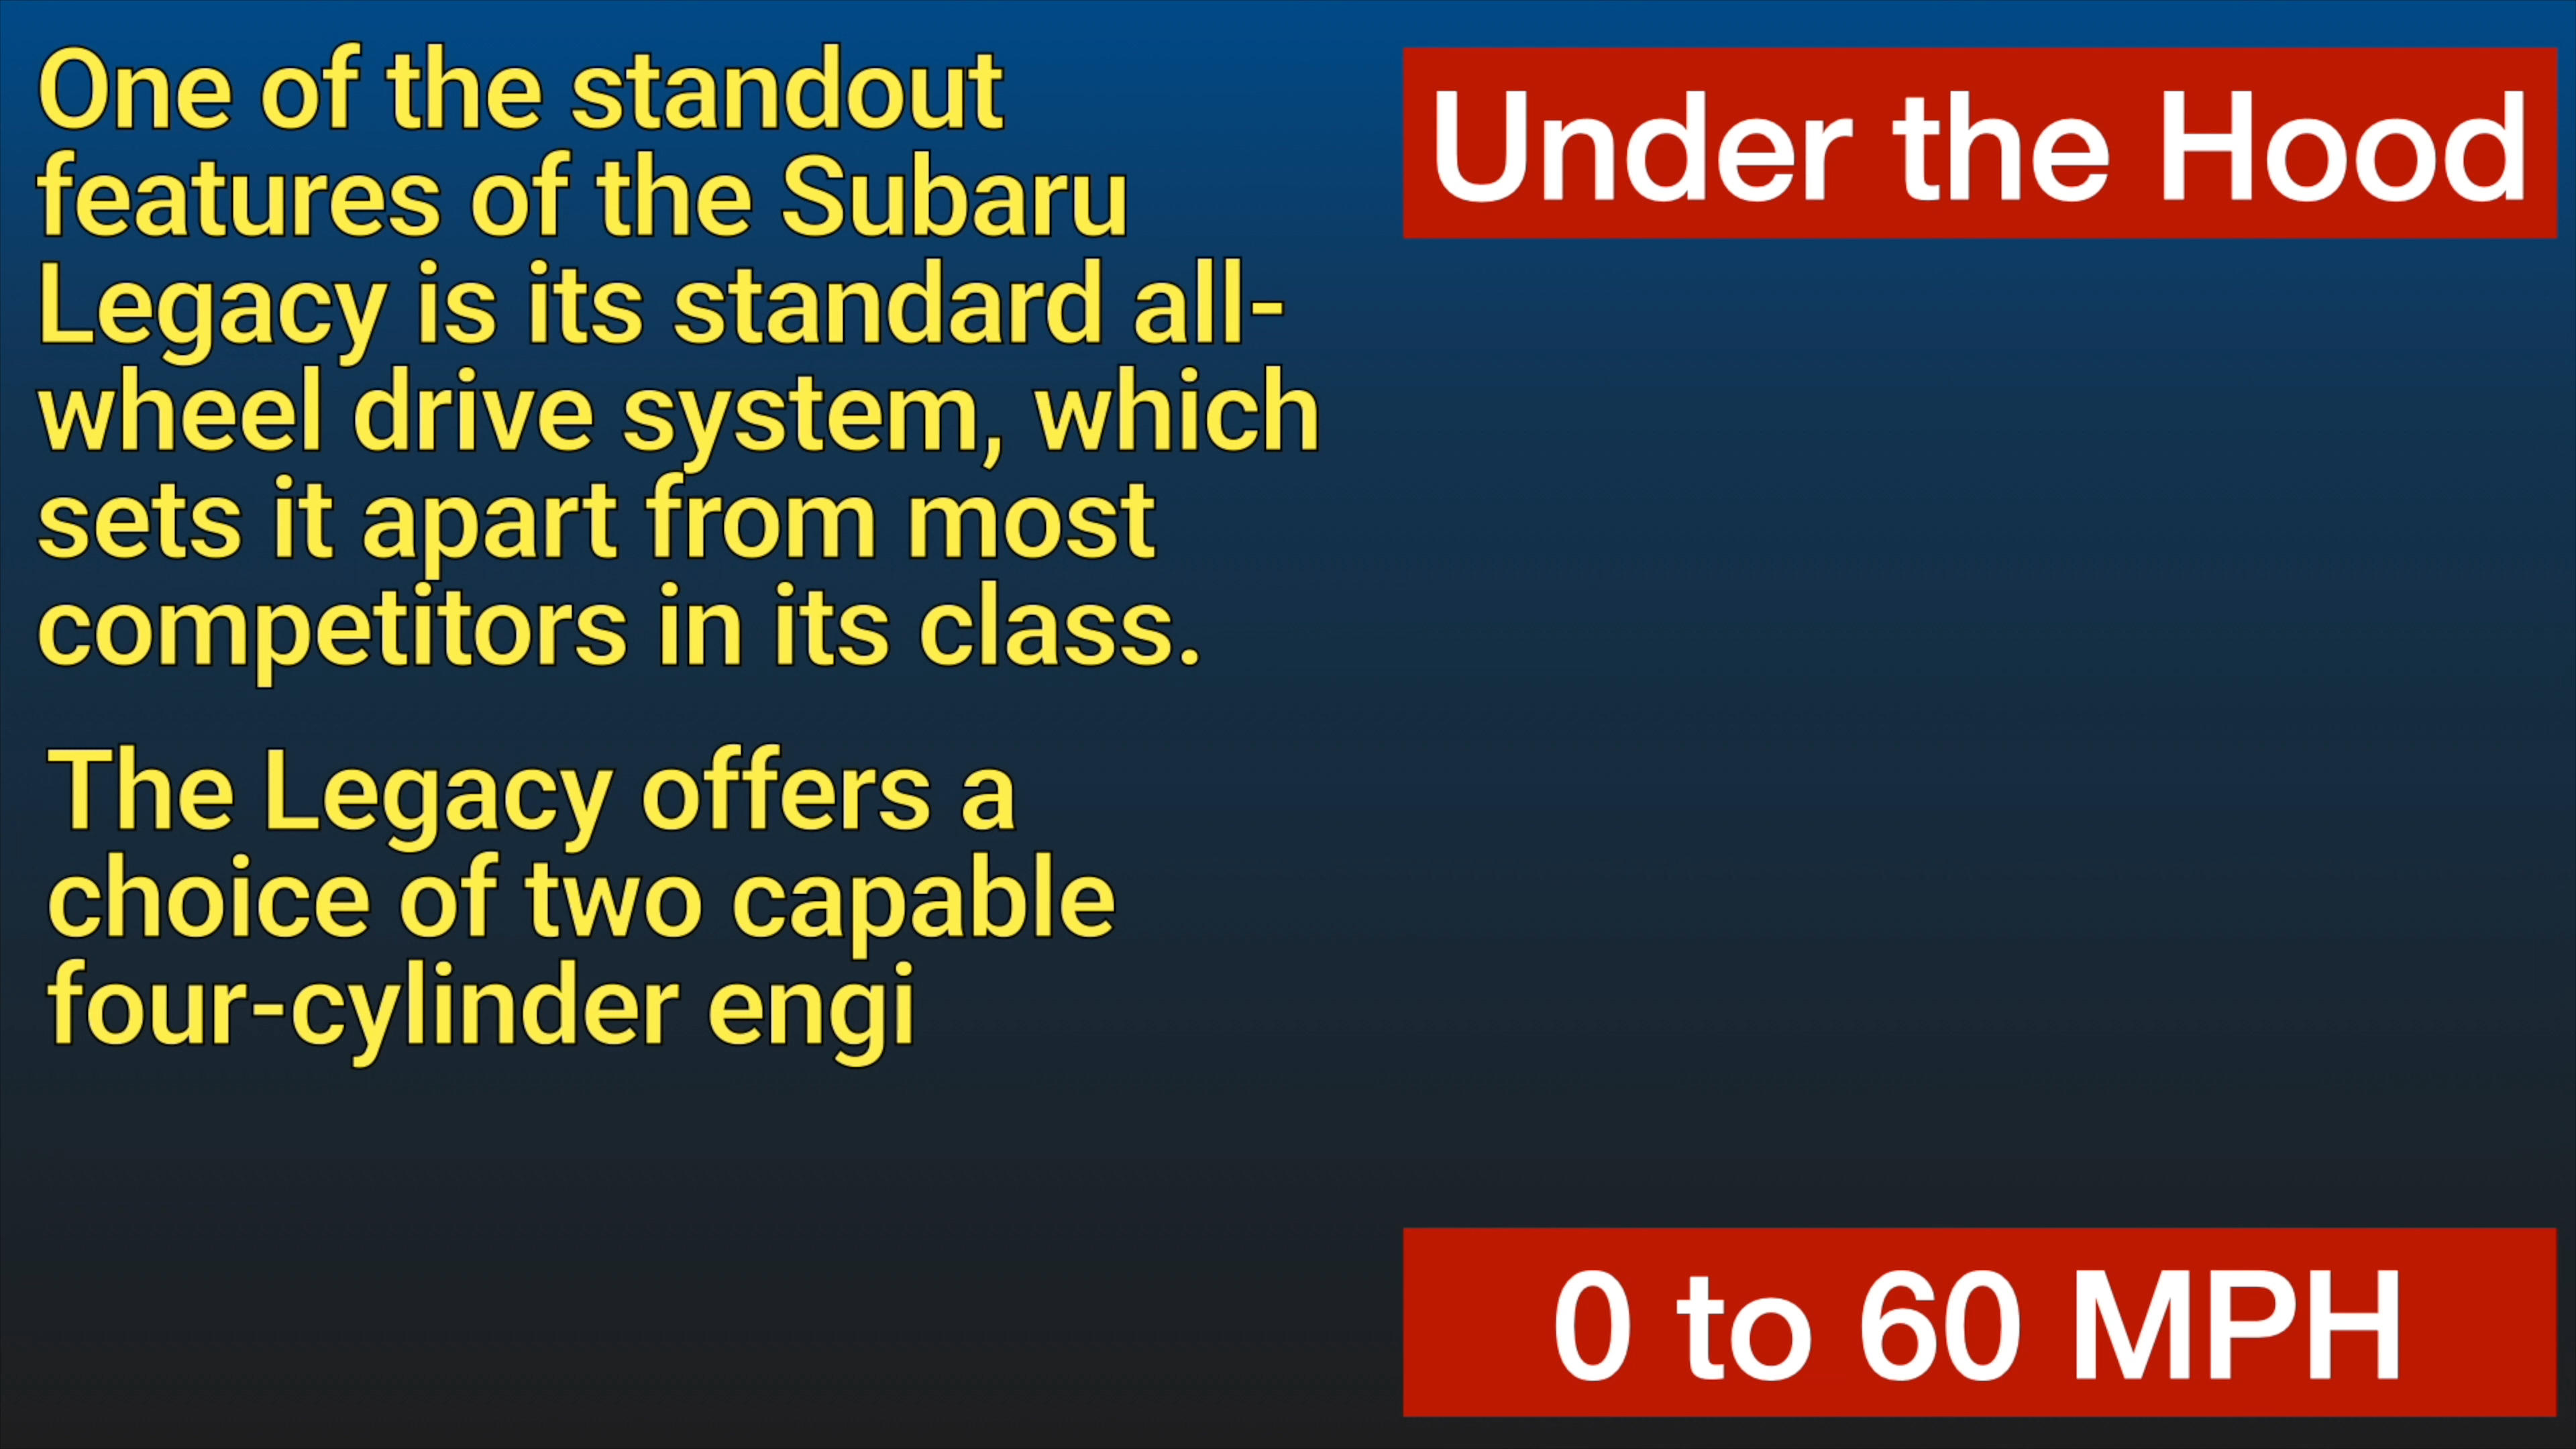 One of the standout
features of the Subaru
Legacy is its standard all-
wheel drive system, which
sets it apart from most
competitors in its class.
The Legacy offers a
choice of two capable
four-cylinder engi
Under the Hood
0 to 60 MPH